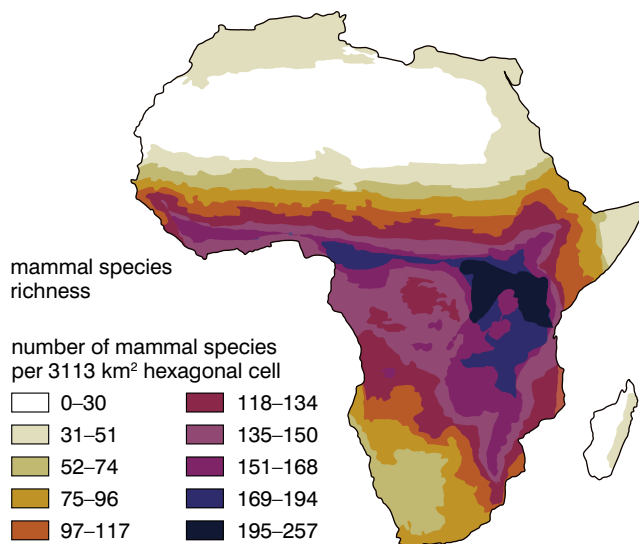 mammal species
richness
number of mammal species
per 3113 km² hexagonal cell
0–30
31–51
52–74
75–96
97–117
118–134
135–150
151–168
169–194
195–257